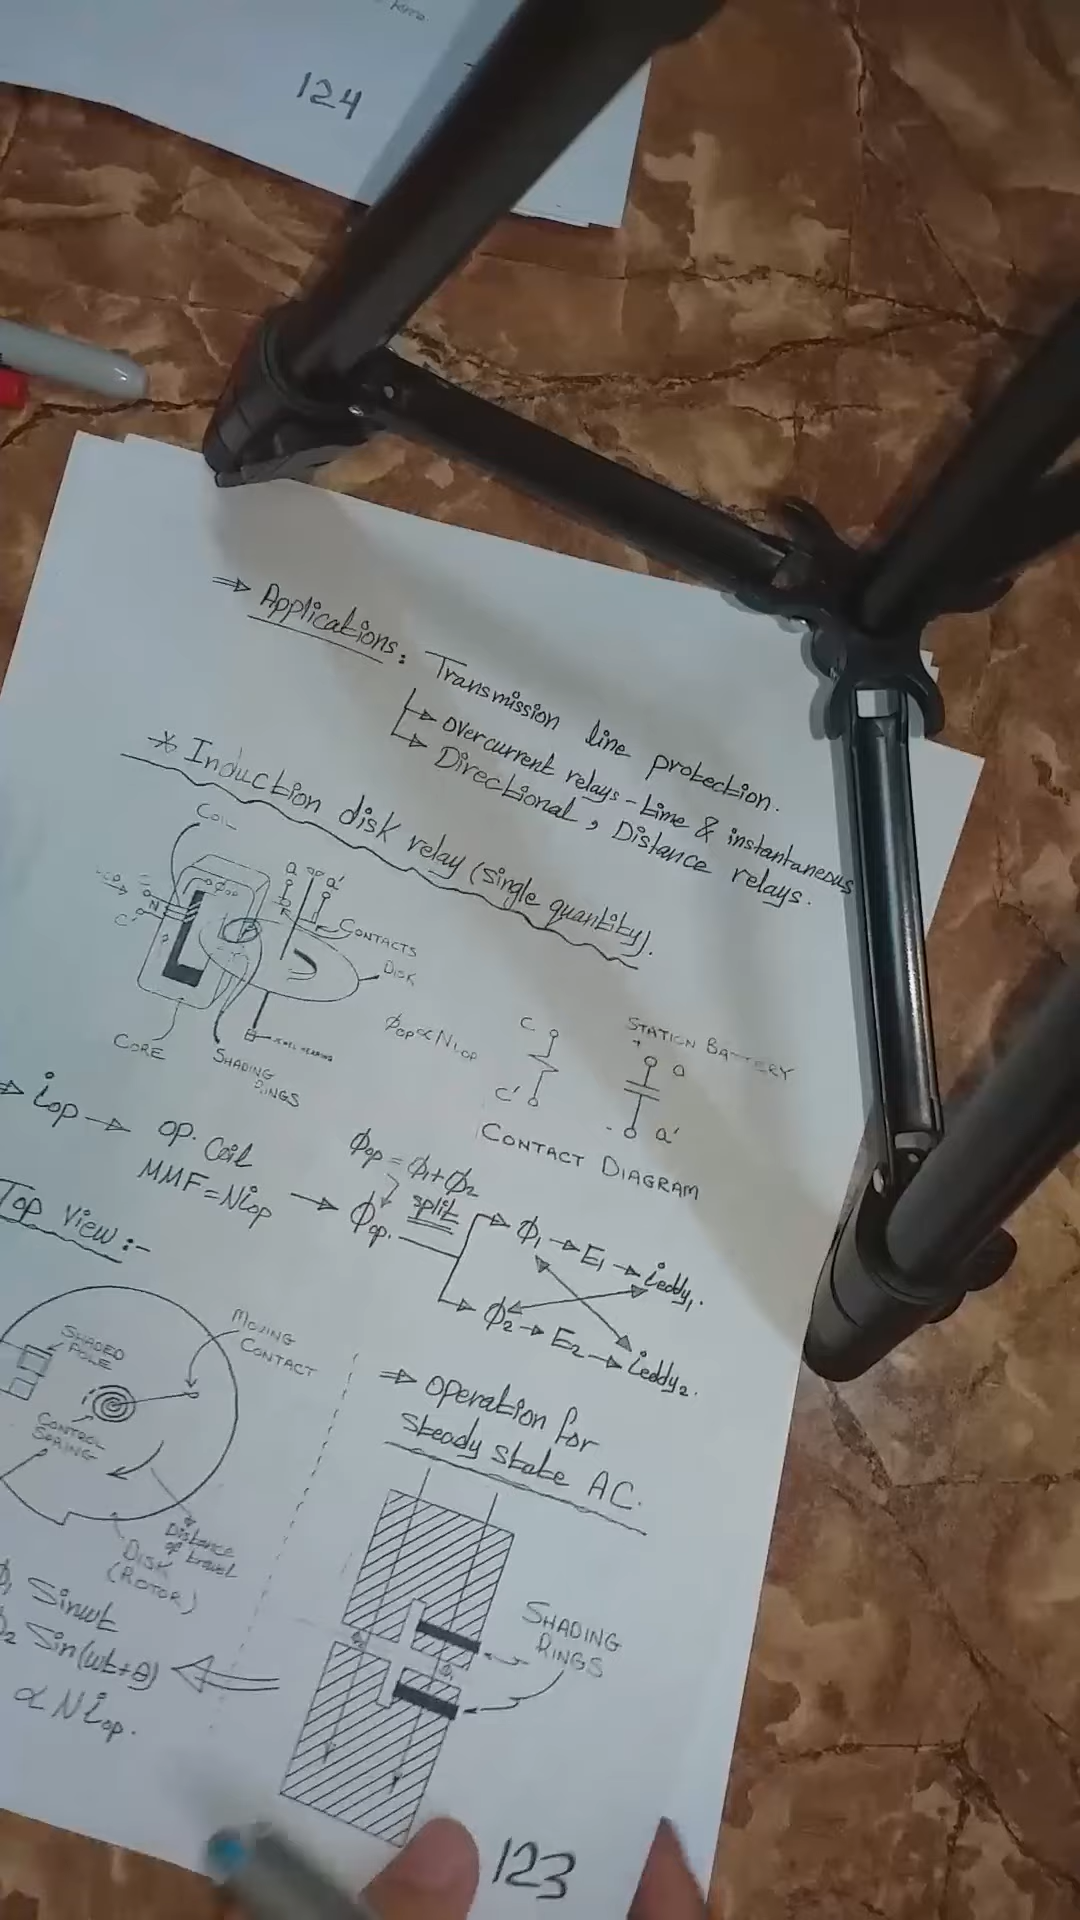 124
⇒ Applications: Transmission line protection.
→ overcurrent relays - time & instantaneous
→ Directional, Distance relays.
* Induction disk relay (single quantity).
COIL
a a'
N
C'
CONTACTS
DISK
CORE
SHADING
RINGS
ϕop ∝ N iop
C
C'
STATION BATTERY
+ a
- a'
CONTACT DIAGRAM
⇒ iop → op. Coil
MMF = Niop → ϕop.
ϕop = ϕ1+ϕ2
split
→ ϕ1 → E1 → ieddy1.
→ ϕ2 → E2 → ieddy2.
Top view:-
SHADED
POLE
MOVING
CONTACT
CONTROL
SPRING
Distance
of travel
DISK
(ROTOR)
ϕ1 Sinwt
ϕ2 Sin(wt+θ)
∝ Niop.
⇒ operation for
steady state AC.
SHADING
RINGS
123